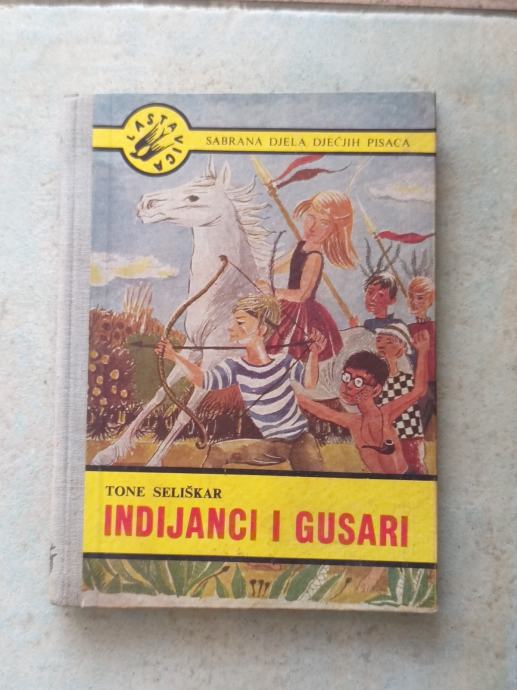 LASTAVICA
SABRANA DJELA DJEČJIH PISACA
TONE SELIŠKAR
INDIJANCI I GUSARI